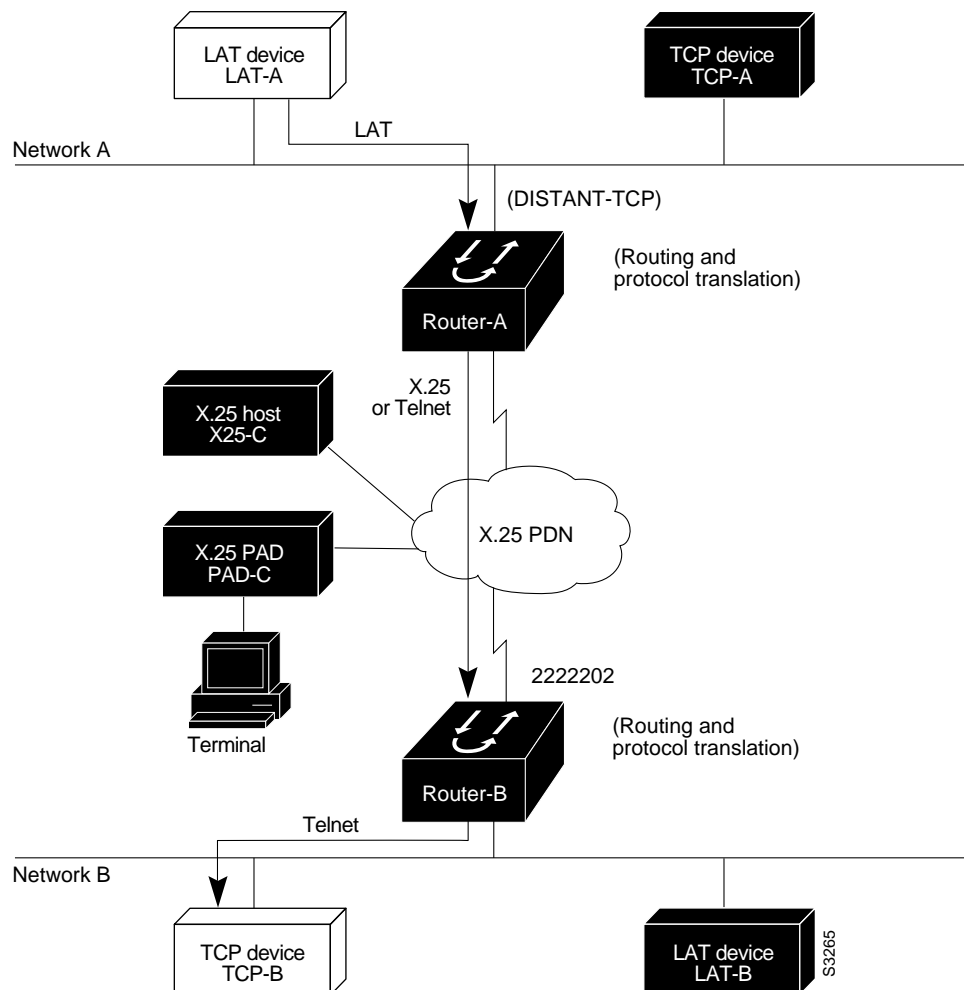 LAT device
LAT-A
TCP device
TCP-A
LAT
Network A
(DISTANT-TCP)
(Routing and
protocol translation)
Router-A
X.25
or Telnet
X.25 host
X25-C
X.25 PDN
X.25 PAD
PAD-C
2222202
Terminal
(Routing and
protocol translation)
Router-B
Telnet
Network B
TCP device
TCP-B
LAT device
LAT-B
S3265